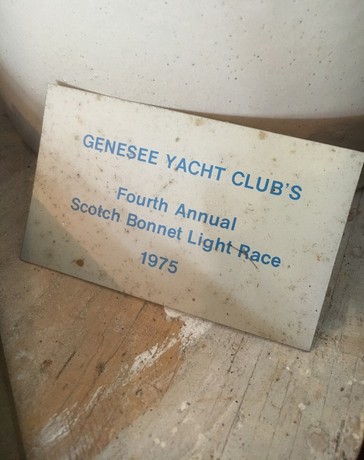 GENESEE YACHT CLUB'S
Fourth Annual
Scotch Bonnet Light Race
1975